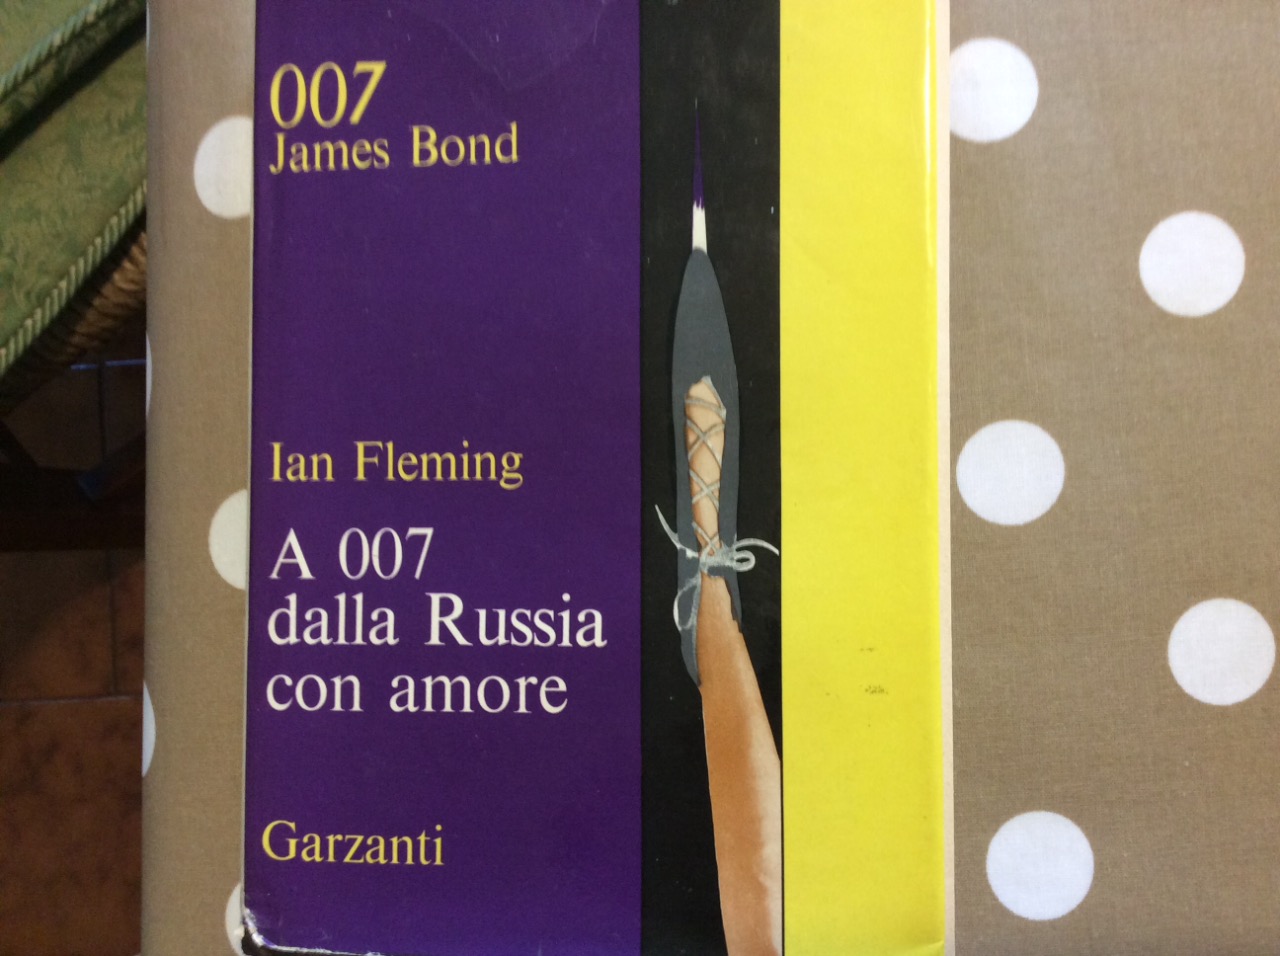 007
James Bond
Ian Fleming
A 007
dalla Russia
con amore
Garzanti